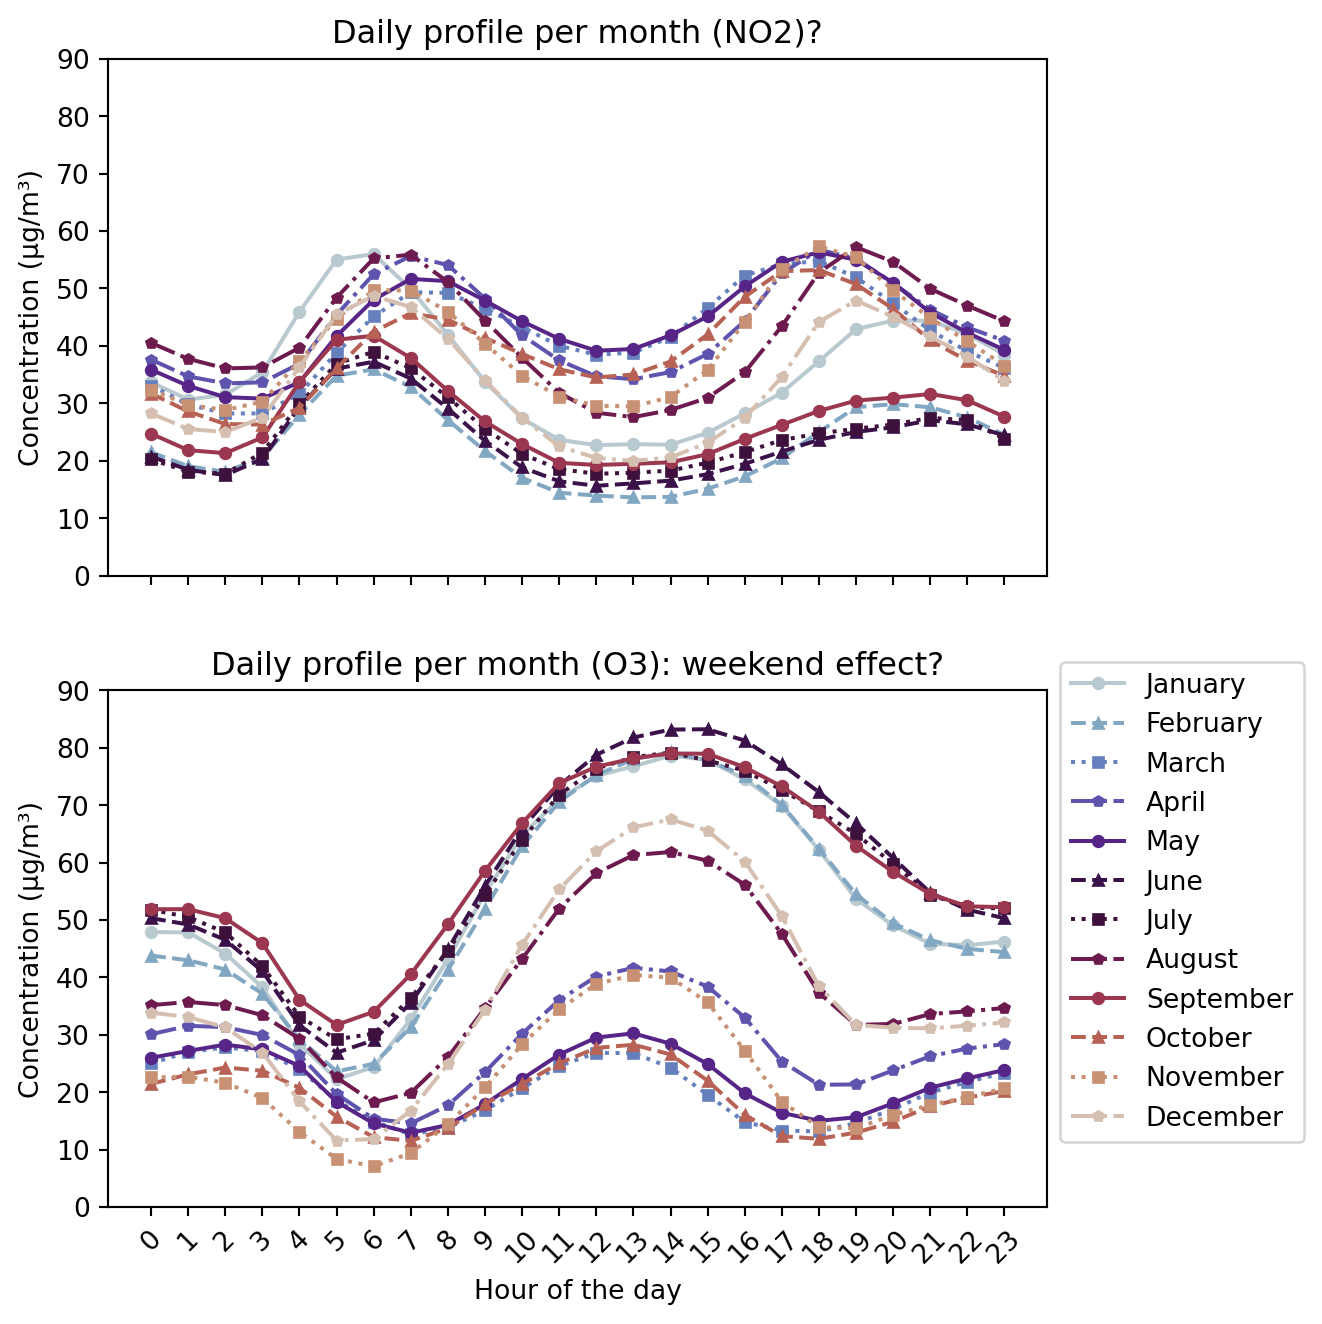 Daily profile per month (NO2)?
90
80
70
60
50
40
30
20
10
0
Concentration (µg/m³)
Daily profile per month (O3): weekend effect?
90
80
70
60
50
40
30
20
10
0
Concentration (µg/m³)
0 1 2 3 4 5 6 7 8 9 10 11 12 13 14 15 16 17 18 19 20 21 22 23
Hour of the day
January
February
March
April
May
June
July
August
September
October
November
December